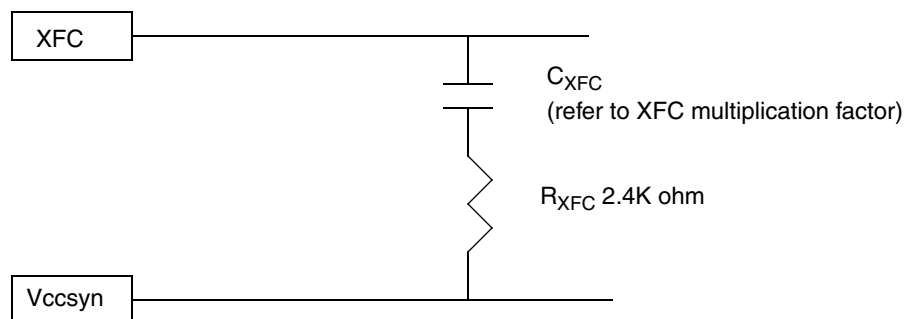 XFC
CXFC
(refer to XFC multiplication factor)
RXFC 2.4K ohm
Vccsyn